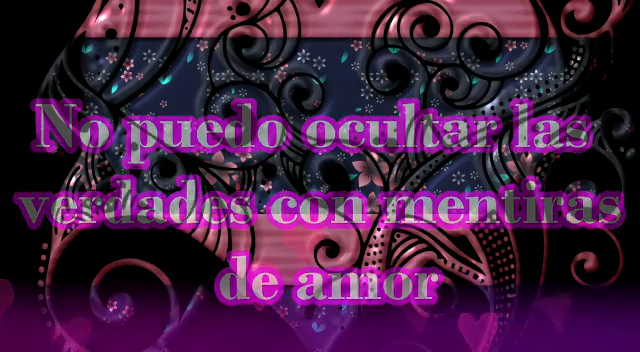 No puedo ocultar las
verdades con mentiras
de amor